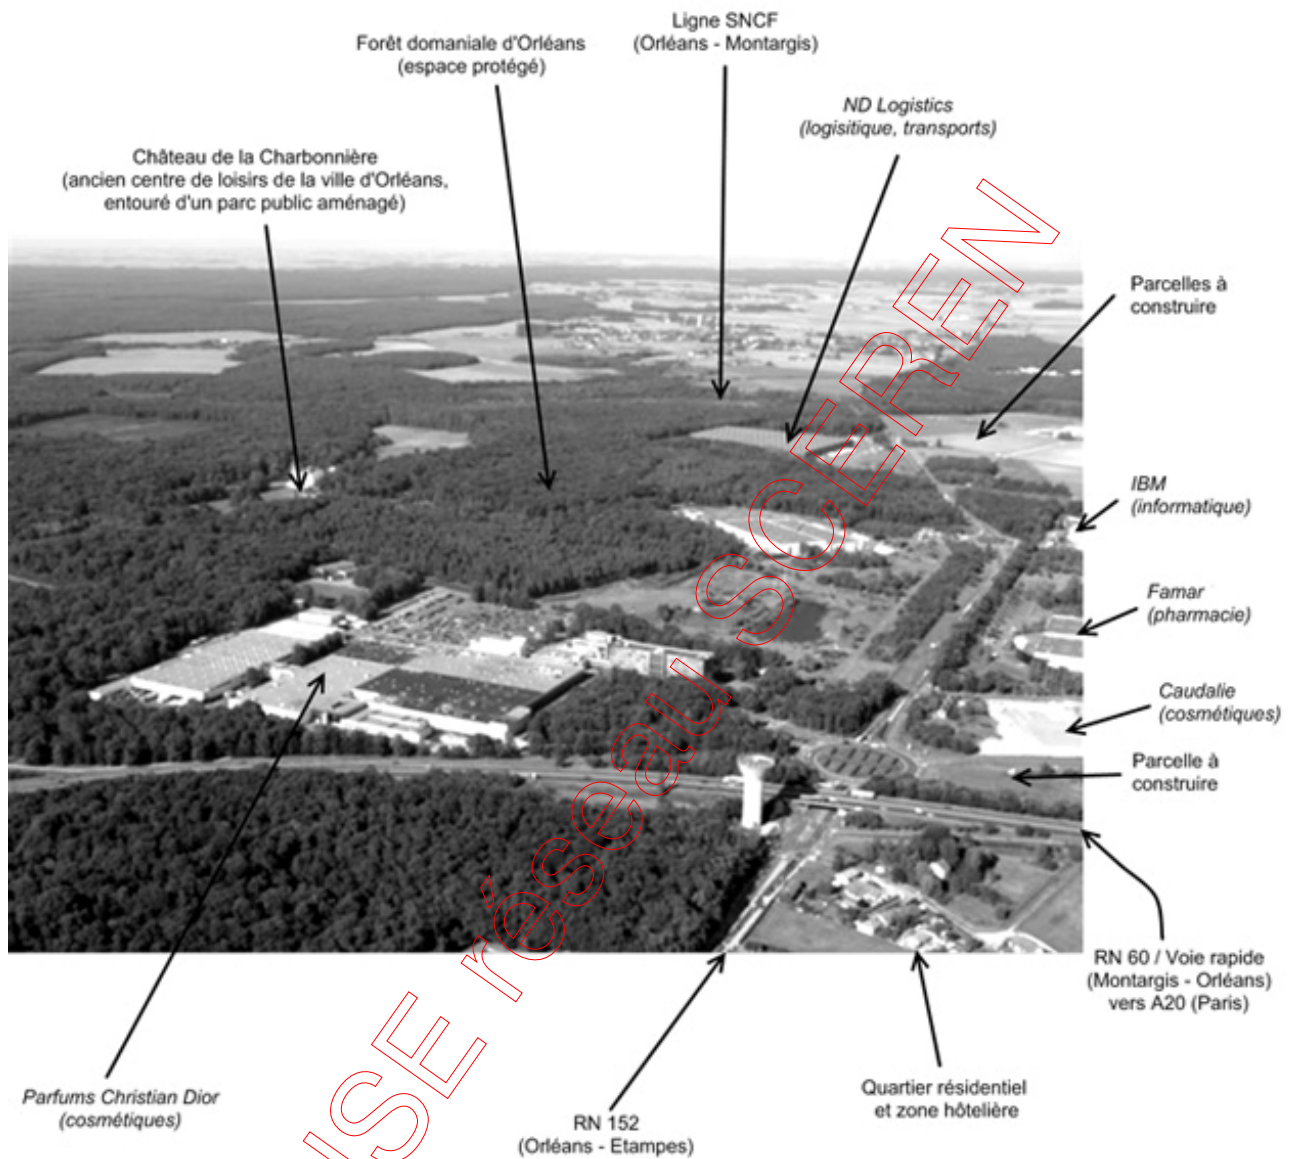 Ligne SNCF
(Orléans - Montargis)
Forêt domaniale d'Orléans
(espace protégé)
ND Logistics
(logisitique, transports)
Château de la Charbonnière
(ancien centre de loisirs de la ville d'Orléans,
entouré d'un parc public aménagé)
Parcelles à
construire
IBM
(informatique)
Famar
(pharmacie)
Caudalie
(cosmétiques)
Parcelle à
construire
RN 60 / Voie rapide
(Montargis - Orléans)
vers A20 (Paris)
Quartier résidentiel
et zone hôtelière
RN 152
(Orléans - Etampes)
Parfums Christian Dior
(cosmétiques)
réseau SCEREN